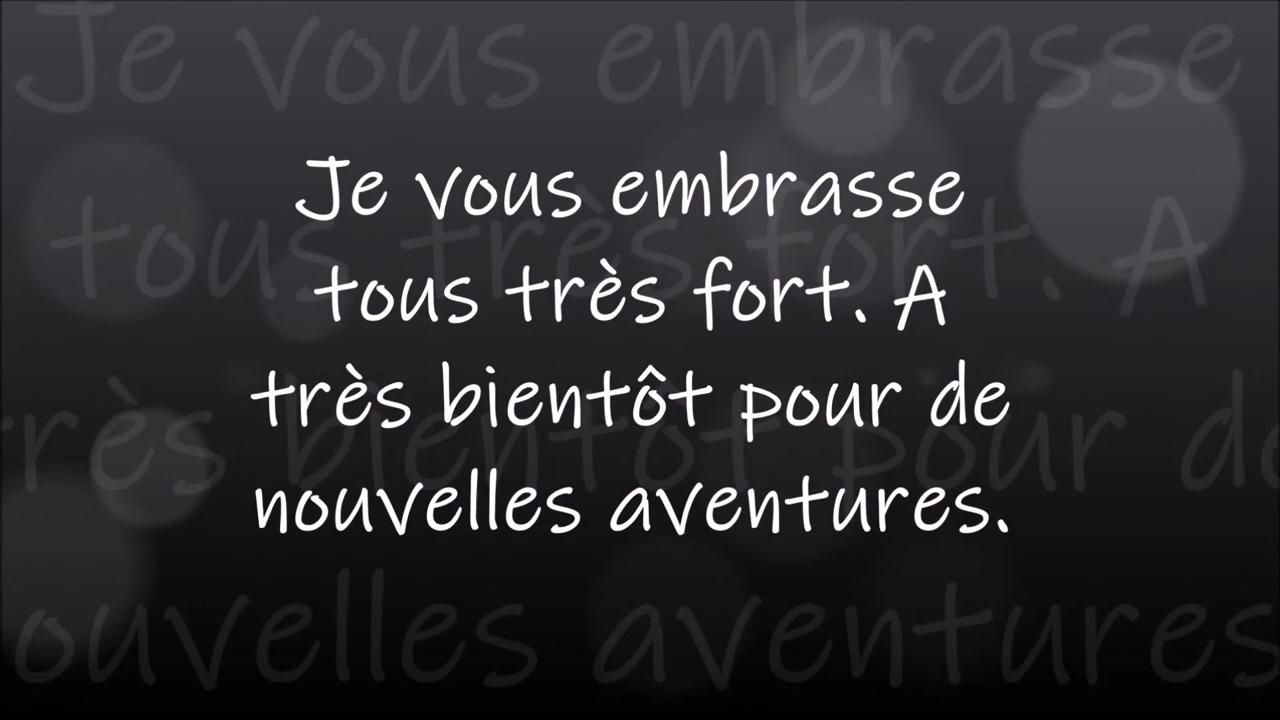 Je vous embrasse
tous très fort. A
très bientôt pour de
nouvelles aventures.